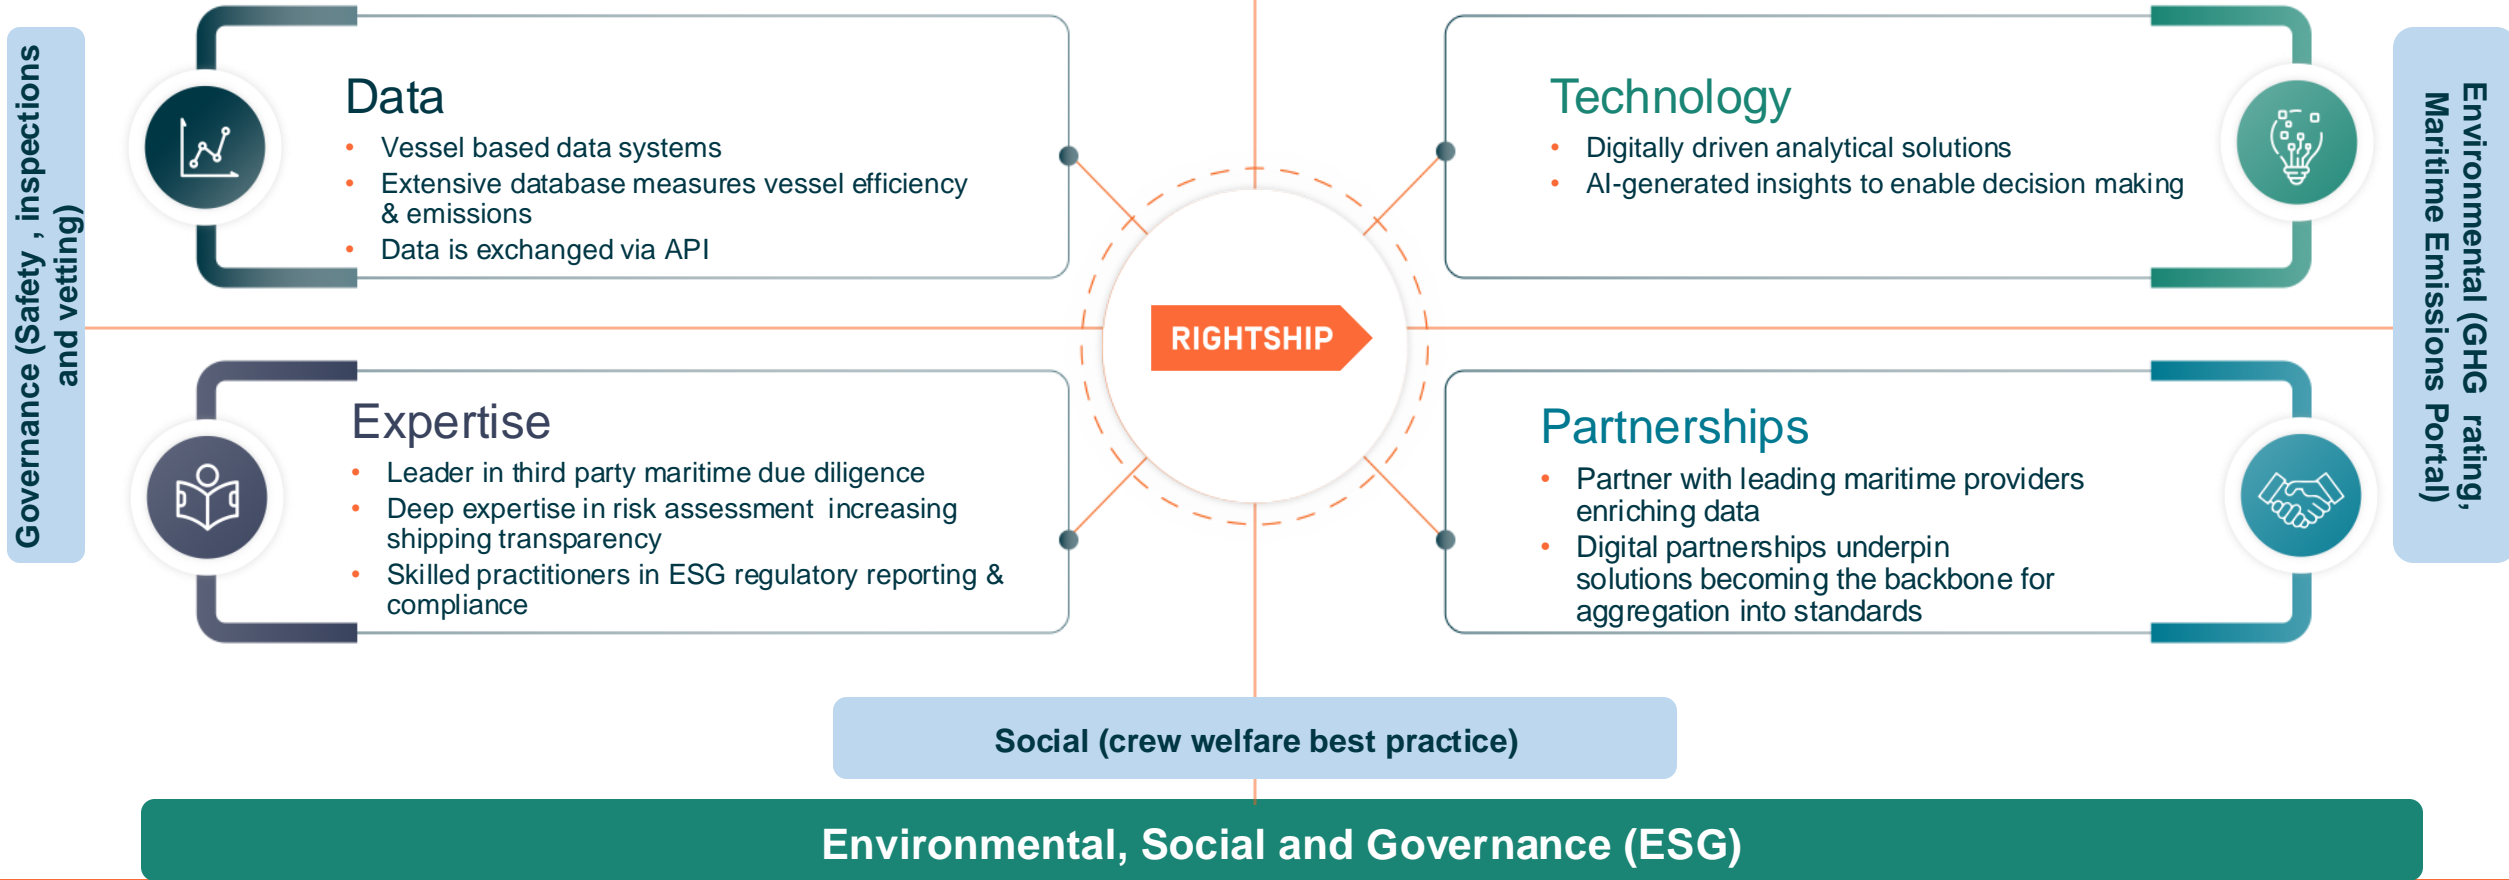 Governance (Safety , inspections
and vetting)
Data
• Vessel based data systems
• Extensive database measures vessel efficiency
& emissions
• Data is exchanged via API
Technology
• Digitally driven analytical solutions
• AI-generated insights to enable decision making
Environmental (GHG rating,
Maritime Emissions Portal)
RIGHTSHIP
Expertise
• Leader in third party maritime due diligence
• Deep expertise in risk assessment increasing
shipping transparency
• Skilled practitioners in ESG regulatory reporting &
compliance
Partnerships
• Partner with leading maritime providers
enriching data
• Digital partnerships underpin
solutions becoming the backbone for
aggregation into standards
Social (crew welfare best practice)
Environmental, Social and Governance (ESG)